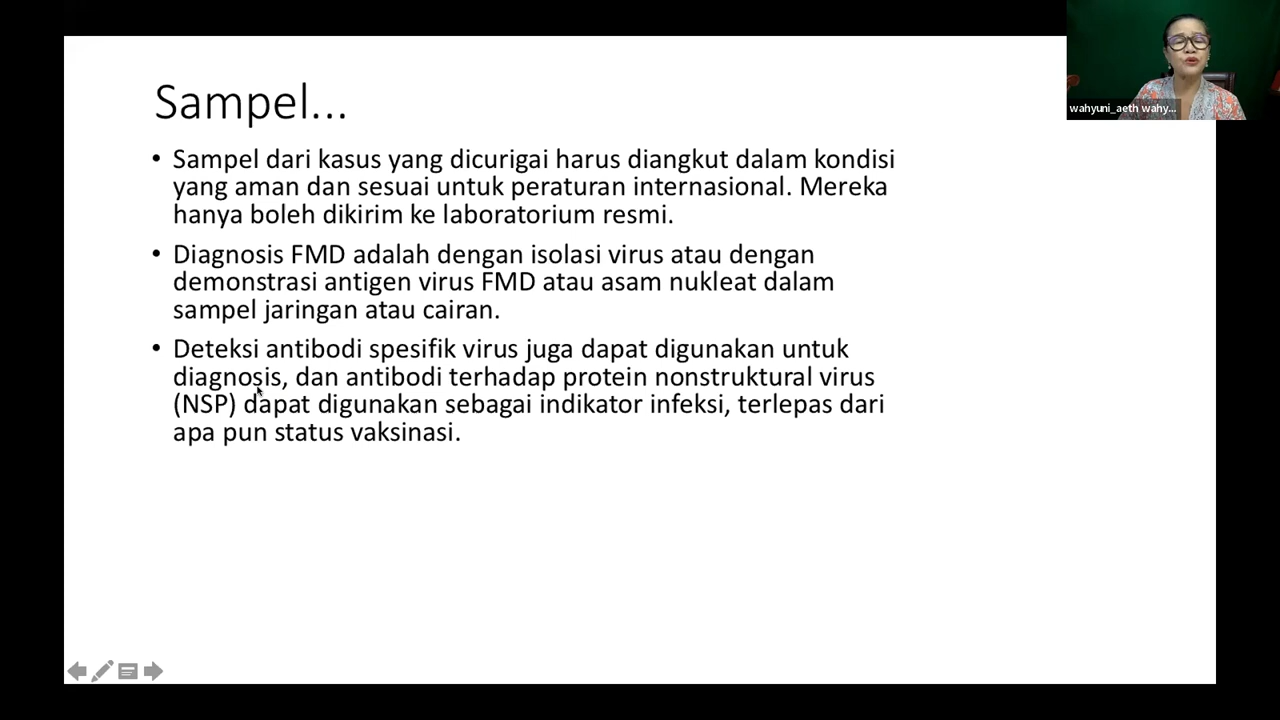 Sampel...
• Sampel dari kasus yang dicurigai harus diangkut dalam kondisi
yang aman dan sesuai untuk peraturan internasional. Mereka
hanya boleh dikirim ke laboratorium resmi.
• Diagnosis FMD adalah dengan isolasi virus atau dengan
demonstrasi antigen virus FMD atau asam nukleat dalam
sampel jaringan atau cairan.
• Deteksi antibodi spesifik virus juga dapat digunakan untuk
diagnosis, dan antibodi terhadap protein nonstruktural virus
(NSP) dapat digunakan sebagai indikator infeksi, terlepas dari
apa pun status vaksinasi.
wahyuni_aeth wahy...